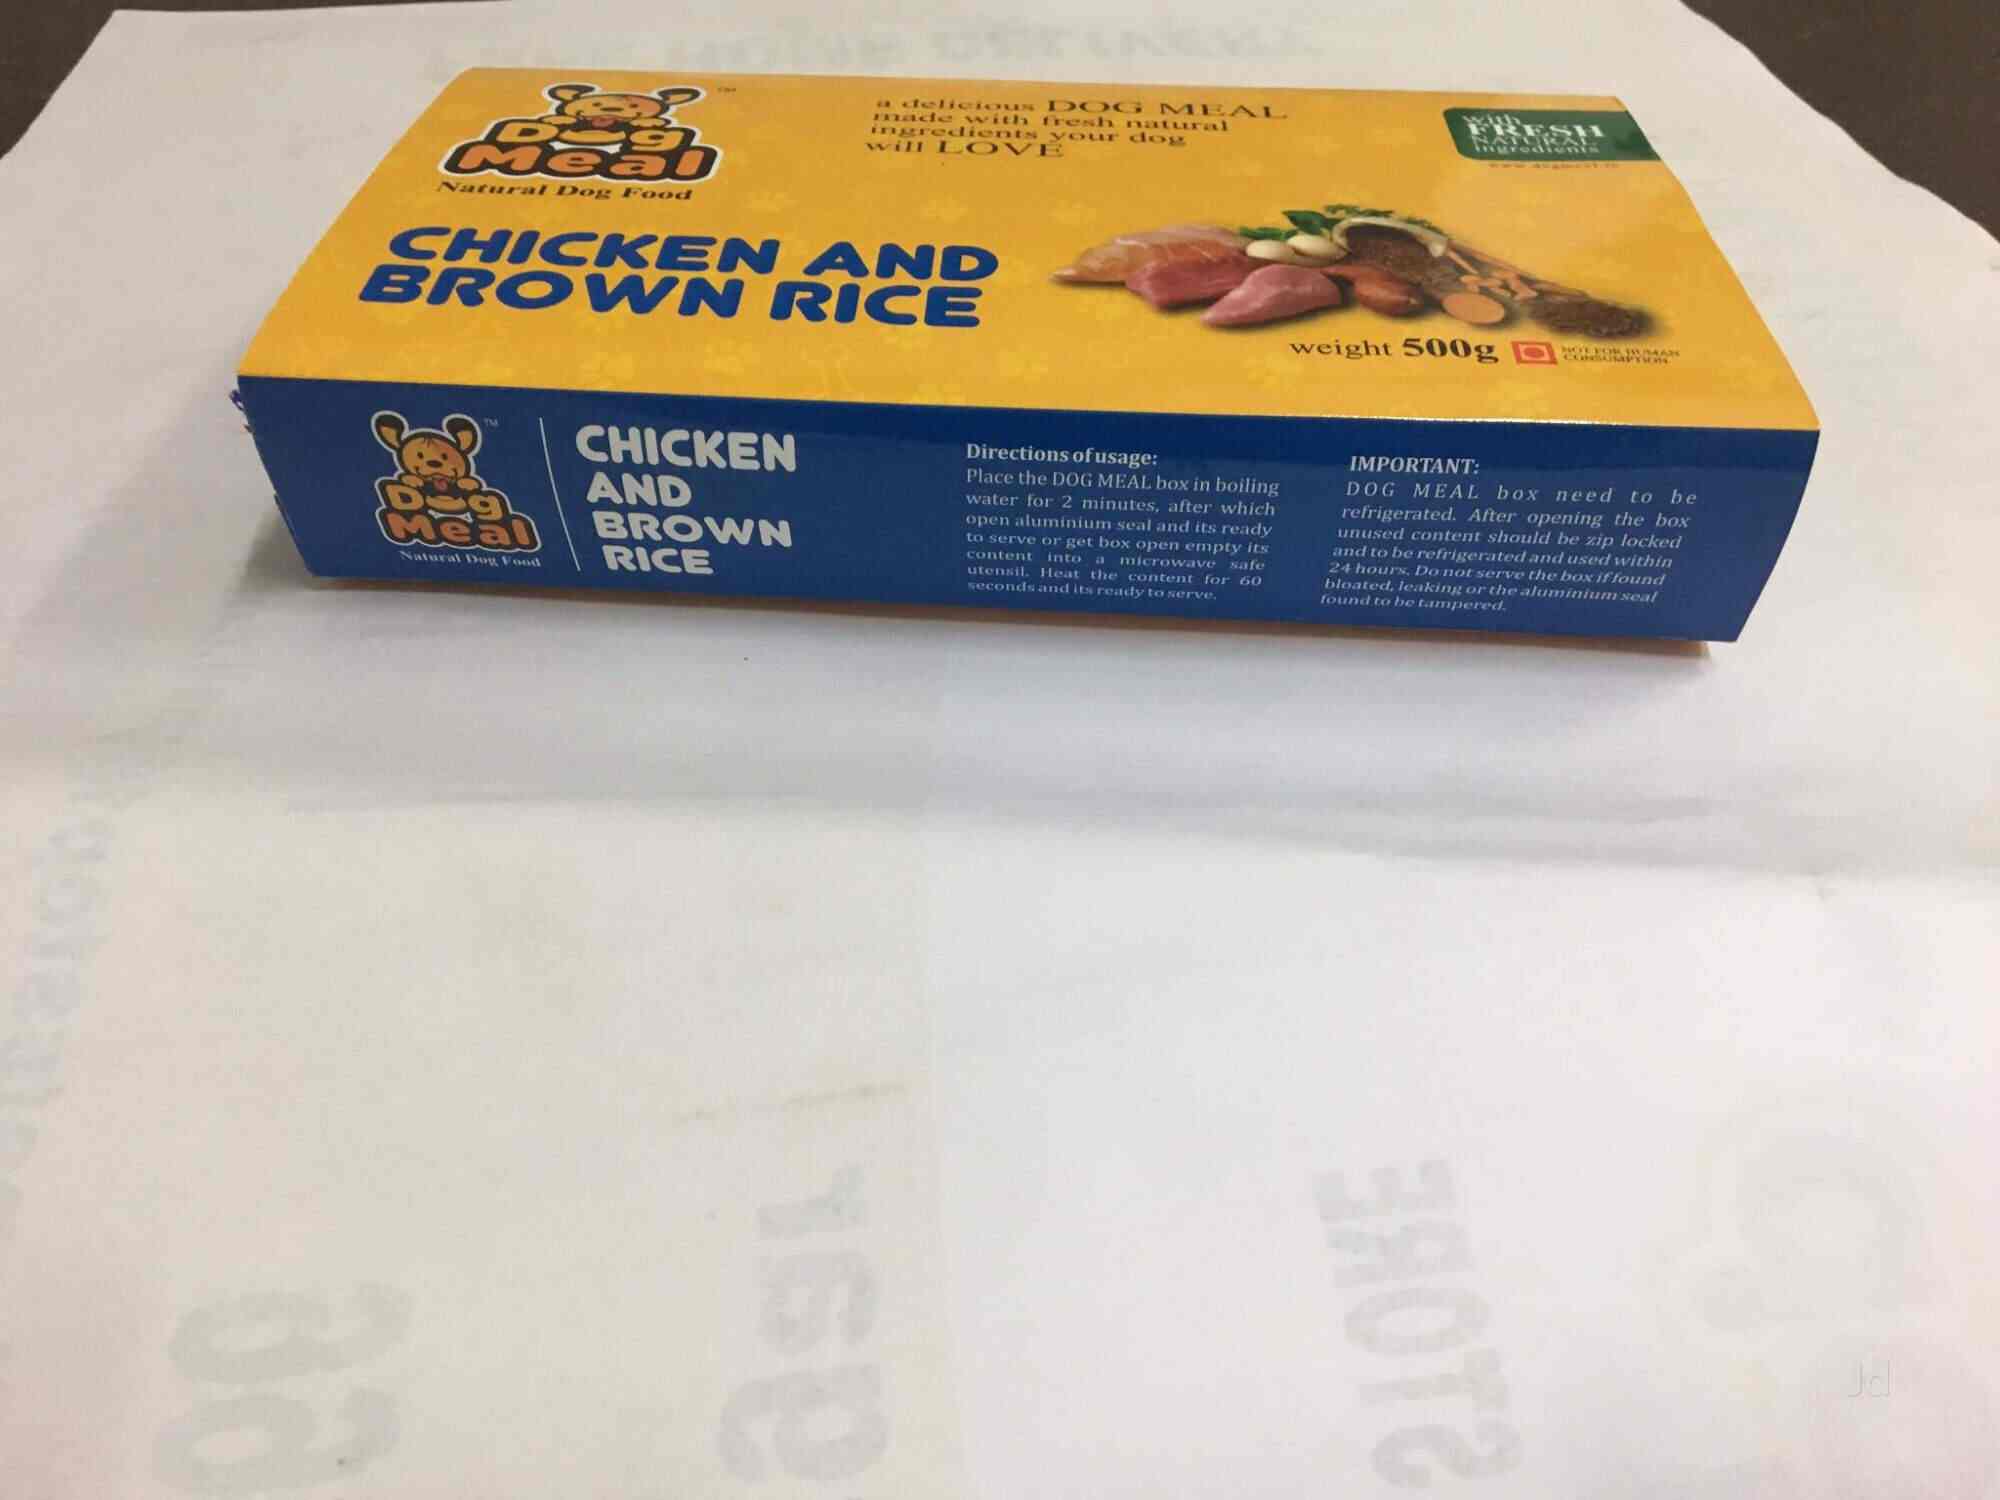 Dog
Meal
TM
Natural Dog Food
a delicious DOG MEAL
made with fresh natural
ingredients your dog
will LOVE
with
FRESH
NATURAL
ingredients
CHICKEN AND
BROWN RICE
weight 500g
NOT FOR HUMAN
CONSUMPTION
Dog
Meal
TM
Natural Dog Food
CHICKEN
AND
BROWN
RICE
Directions of usage:
Place the DOG MEAL box in boiling
water for 2 minutes, after which
open aluminium seal and its ready
to serve or get box open empty its
content into a microwave safe
utensil. Heat the content for 60
seconds and its ready to serve.
IMPORTANT:
DOG MEAL box need to be
refrigerated. After opening the box
unused content should be zip locked
and to be refrigerated and used within
24 hours. Do not serve the box if found
bloated, leaking or the aluminium seal
found to be tampered.
STORE
Jd